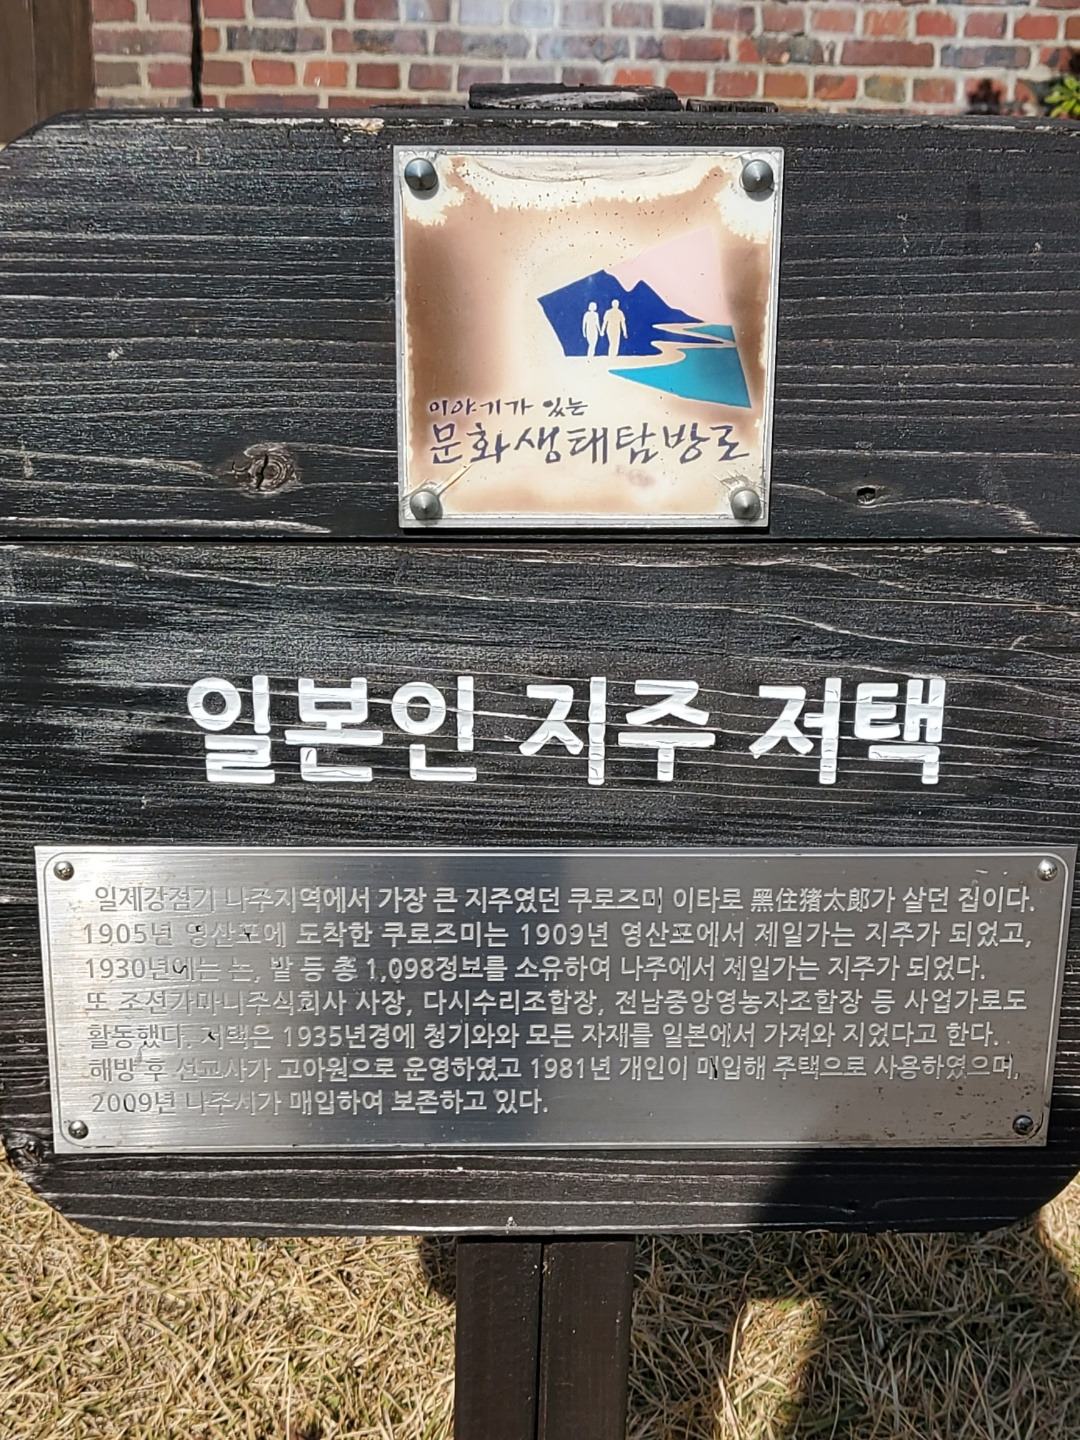 이야기가 있는
문화생태탐방로
일본인 지주 저택
일제강점기 나주지역에서 가장 큰 지주였던 쿠로즈미 이타로 黑住猪太郞가 살던 집이다.
1905년 영산포에 도착한 쿠로즈미는 1909년 영산포에서 제일가는 지주가 되었고,
1930년에는 논, 밭 등 총 1,098정보를 소유하여 나주에서 제일가는 지주가 되었다.
또 조선가마니주식회사 사장, 다시수리조합장, 전남중앙영농자조합장 등 사업가로도
활동했다. 저택은 1935년경에 청기와와 모든 자재를 일본에서 가져와 지었다고 한다.
해방 후 선교사가 고아원으로 운영하였고 1981년 개인이 매입해 주택으로 사용하였으며,
2009년 나주시가 매입하여 보존하고 있다.